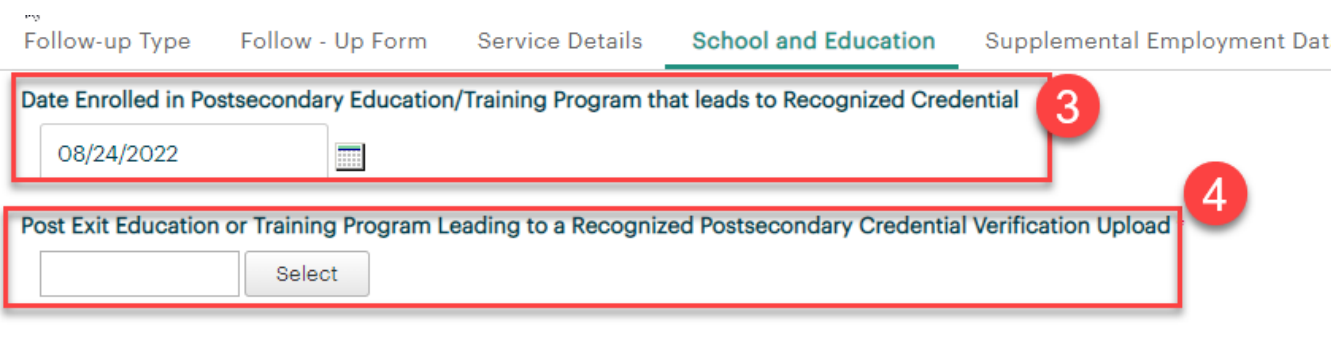 Follow-up Type Follow - Up Form Service Details School and Education Supplemental Employment Dat
Date Enrolled in Postsecondary Education/Training Program that leads to Recognized Credential
3
08/24/2022
4
Post Exit Education or Training Program Leading to a Recognized Postsecondary Credential Verification Upload
Select